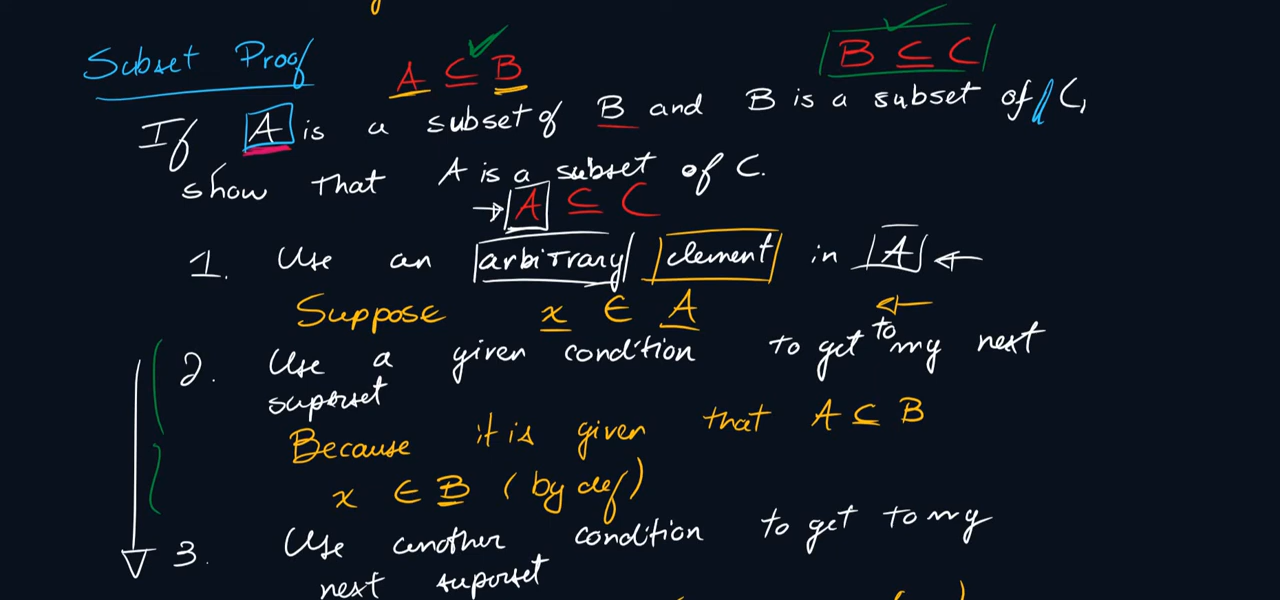 Subset Proof A ⊆ B B ⊆ C
If A is a subset of B and B is a subset of C,
show that A is a subset of C.
→ A ⊆ C
1. Use an arbitrary element in A ←
Suppose x ∈ A ←
2. Use a given condition to get to my next
superset
Because it is given that A ⊆ B
x ∈ B (by def)
3. Use another condition to get to my
next superset